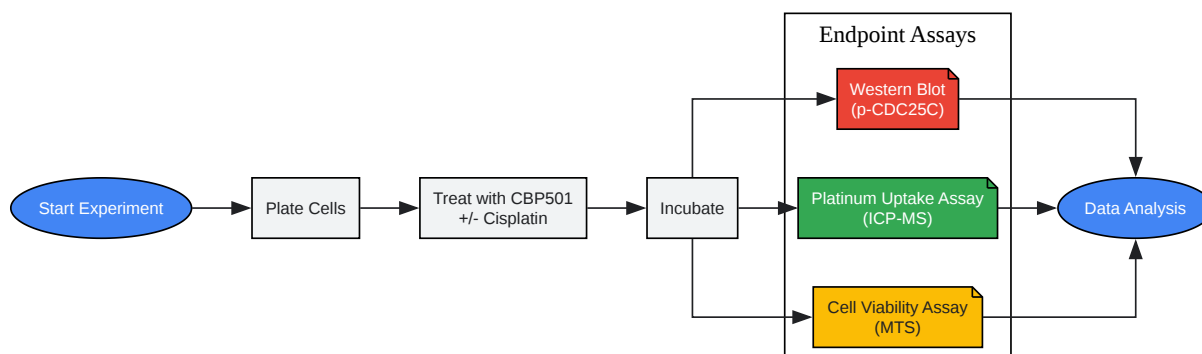 Endpoint Assays
Western Blot
(p-CDC25C)
Start Experiment
Plate Cells
Treat with CBP501
+/- Cisplatin
Incubate
Platinum Uptake Assay
(ICP-MS)
Data Analysis
Cell Viability Assay
(MTS)